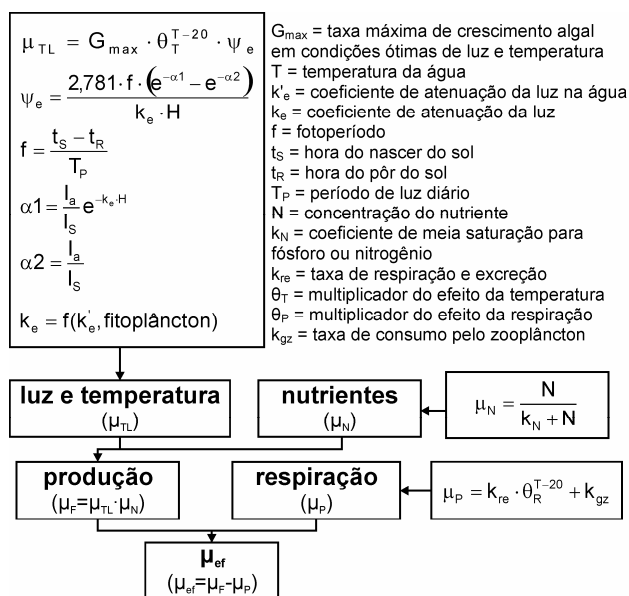 μTL = Gmax · θT^T−20 · ψe
ψe = 2,781 · f · (e^−α1 − e^−α2) / ke · H
f = tS − tR / TP
α1 = Ia / IS e^−ke·H
α2 = Ia / IS
ke = f(k'e, fitoplâncton)
Gmax = taxa máxima de crescimento algal
em condições ótimas de luz e temperatura
T = temperatura da água
k'e = coeficiente de atenuação da luz na água
ke = coeficiente de atenuação da luz
f = fotoperíodo
tS = hora do nascer do sol
tR = hora do pôr do sol
TP = período de luz diário
N = concentração do nutriente
kN = coeficiente de meia saturação para
fósforo ou nitrogênio
kre = taxa de respiração e excreção
θT = multiplicador do efeito da temperatura
θP = multiplicador do efeito da respiração
kgz = taxa de consumo pelo zooplâncton
luz e temperatura
(μTL)
nutrientes
(μN)
μN = N / kN + N
produção
(μF=μTL·μN)
respiração
(μP)
μP = kre · θR^T−20 + kgz
μef
(μef=μF-μP)